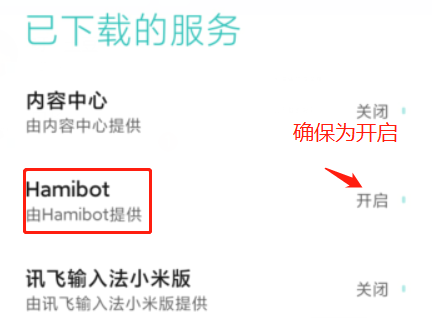 已下载的服务
内容中心
由内容中心提供
关闭
确保为开启
Hamibot
由Hamibot提供
开启
讯飞输入法小米版
由讯飞输入法小米版提供
关闭